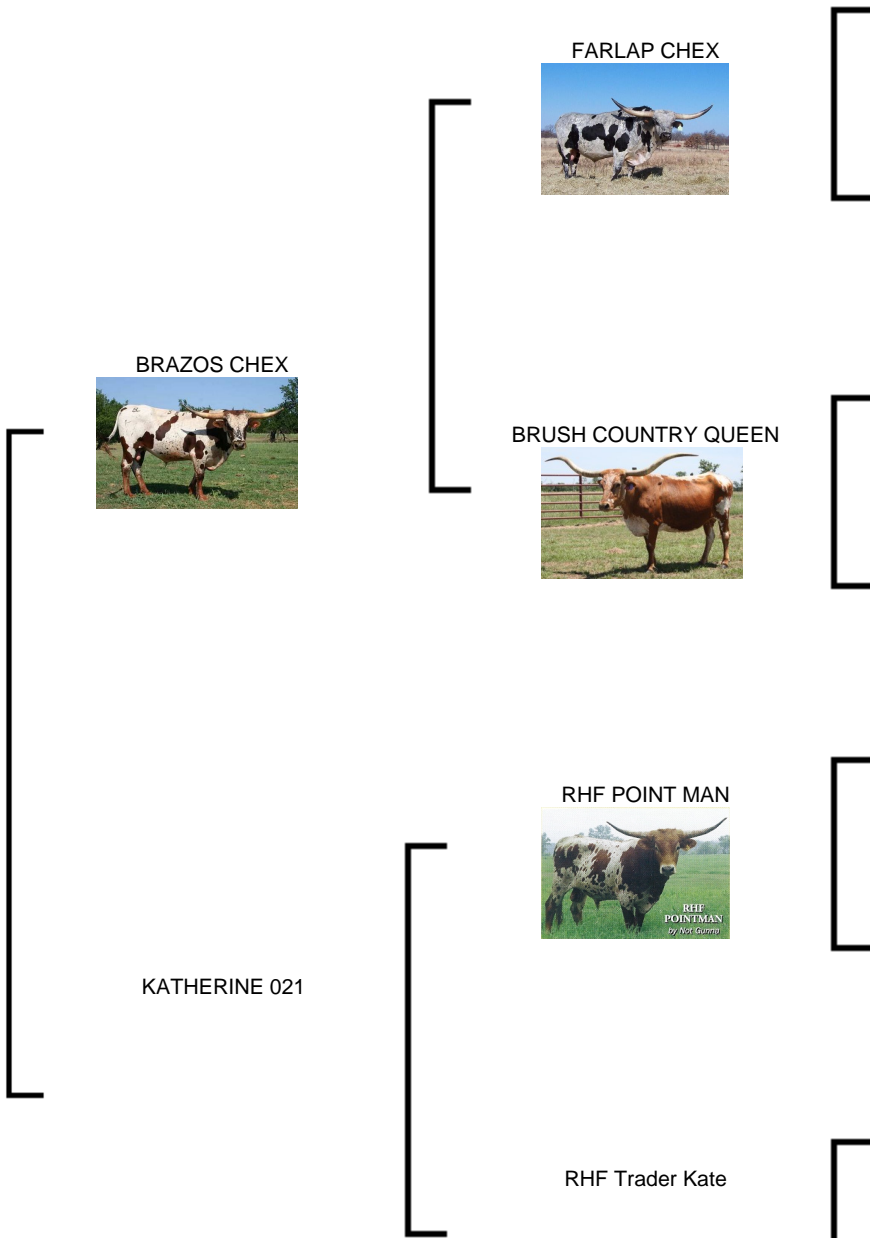 FARLAP CHEX
BRAZOS CHEX
BRUSH COUNTRY QUEEN
RHF POINT MAN
RHF
POINTMAN
by Not Gunna
KATHERINE 021
RHF Trader Kate